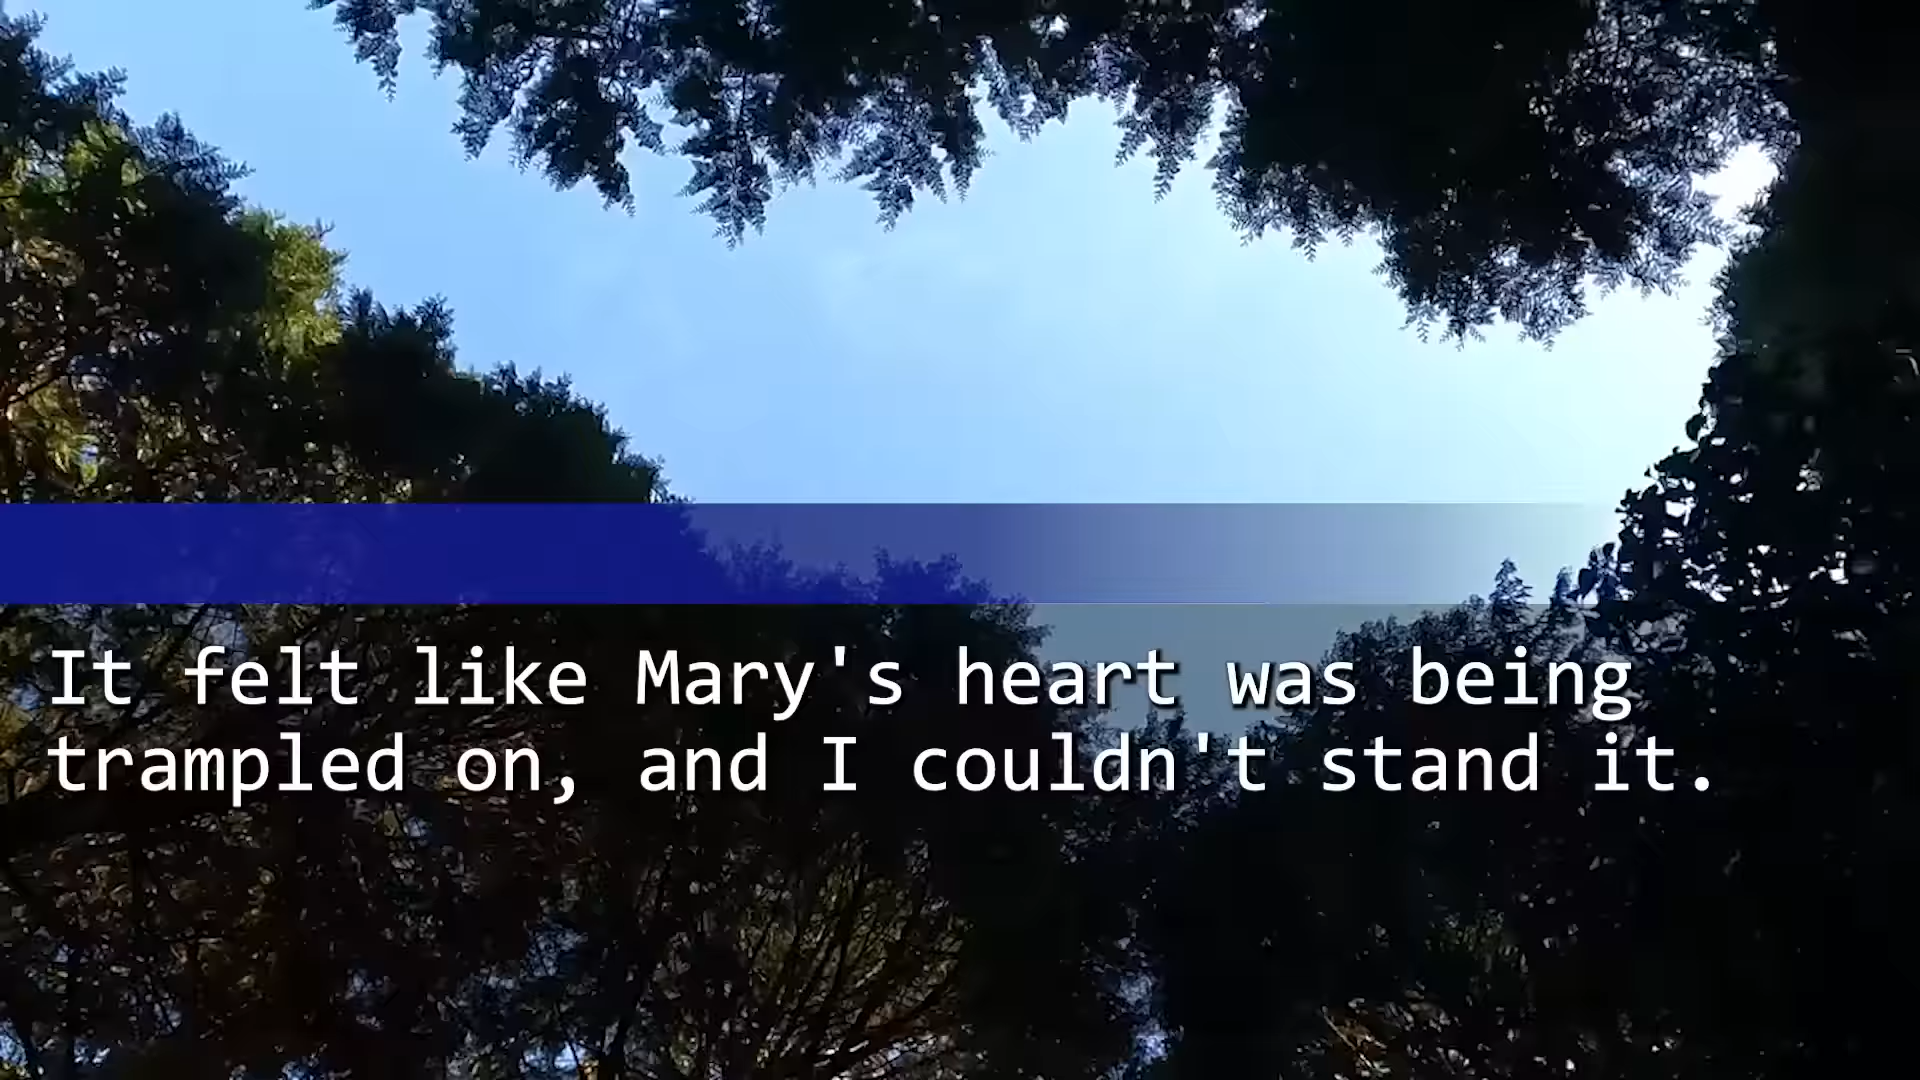 It felt like Mary's heart was being
trampled on, and I couldn't stand it.